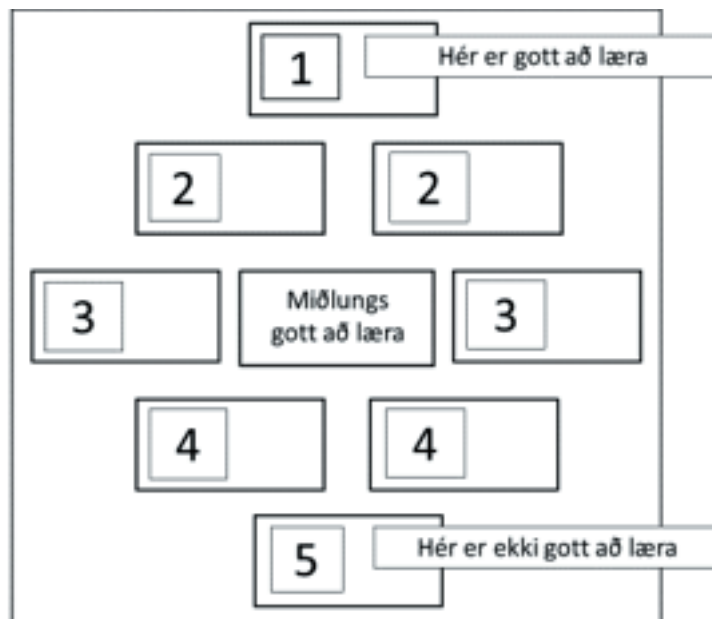 1 Hér er gott að læra
2 2
3 Miðlungs 3
gott að læra
4 4
5 Hér er ekki gott að læra